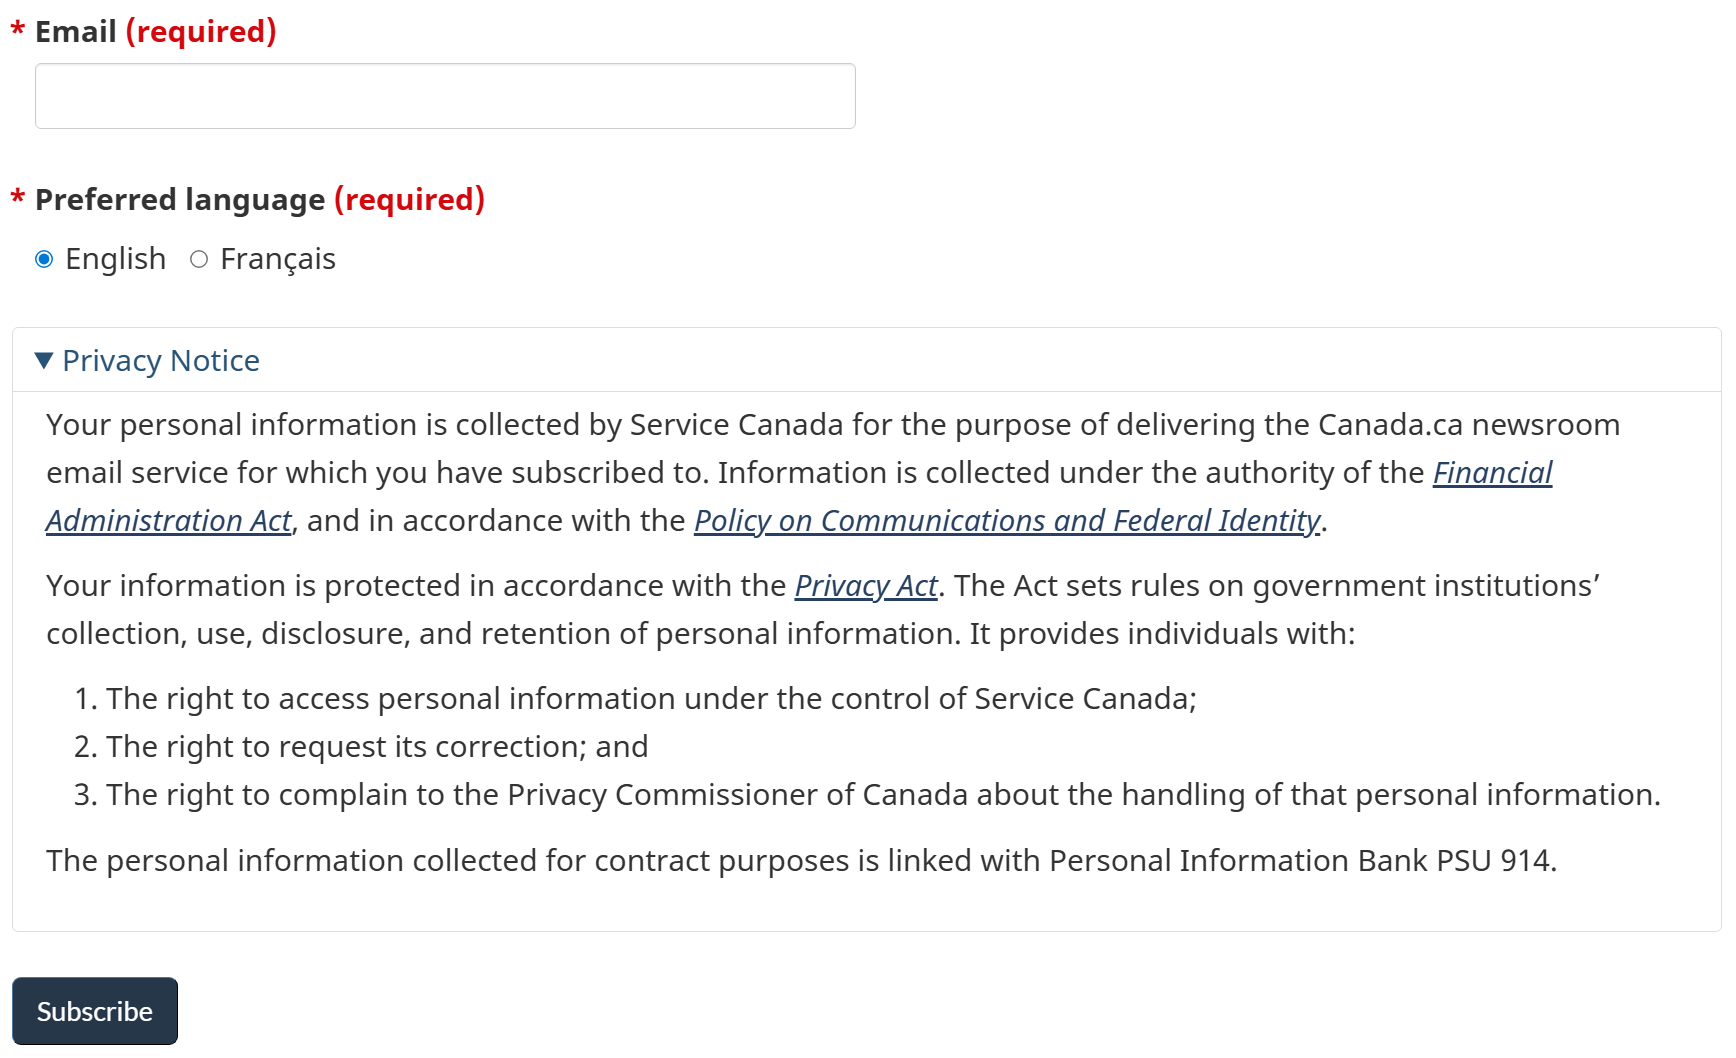 * Email (required)
* Preferred language (required)
English Français
Privacy Notice
Your personal information is collected by Service Canada for the purpose of delivering the Canada.ca newsroom
email service for which you have subscribed to. Information is collected under the authority of the Financial
Administration Act, and in accordance with the Policy on Communications and Federal Identity.
Your information is protected in accordance with the Privacy Act. The Act sets rules on government institutions’
collection, use, disclosure, and retention of personal information. It provides individuals with:
1. The right to access personal information under the control of Service Canada;
2. The right to request its correction; and
3. The right to complain to the Privacy Commissioner of Canada about the handling of that personal information.
The personal information collected for contract purposes is linked with Personal Information Bank PSU 914.
Subscribe